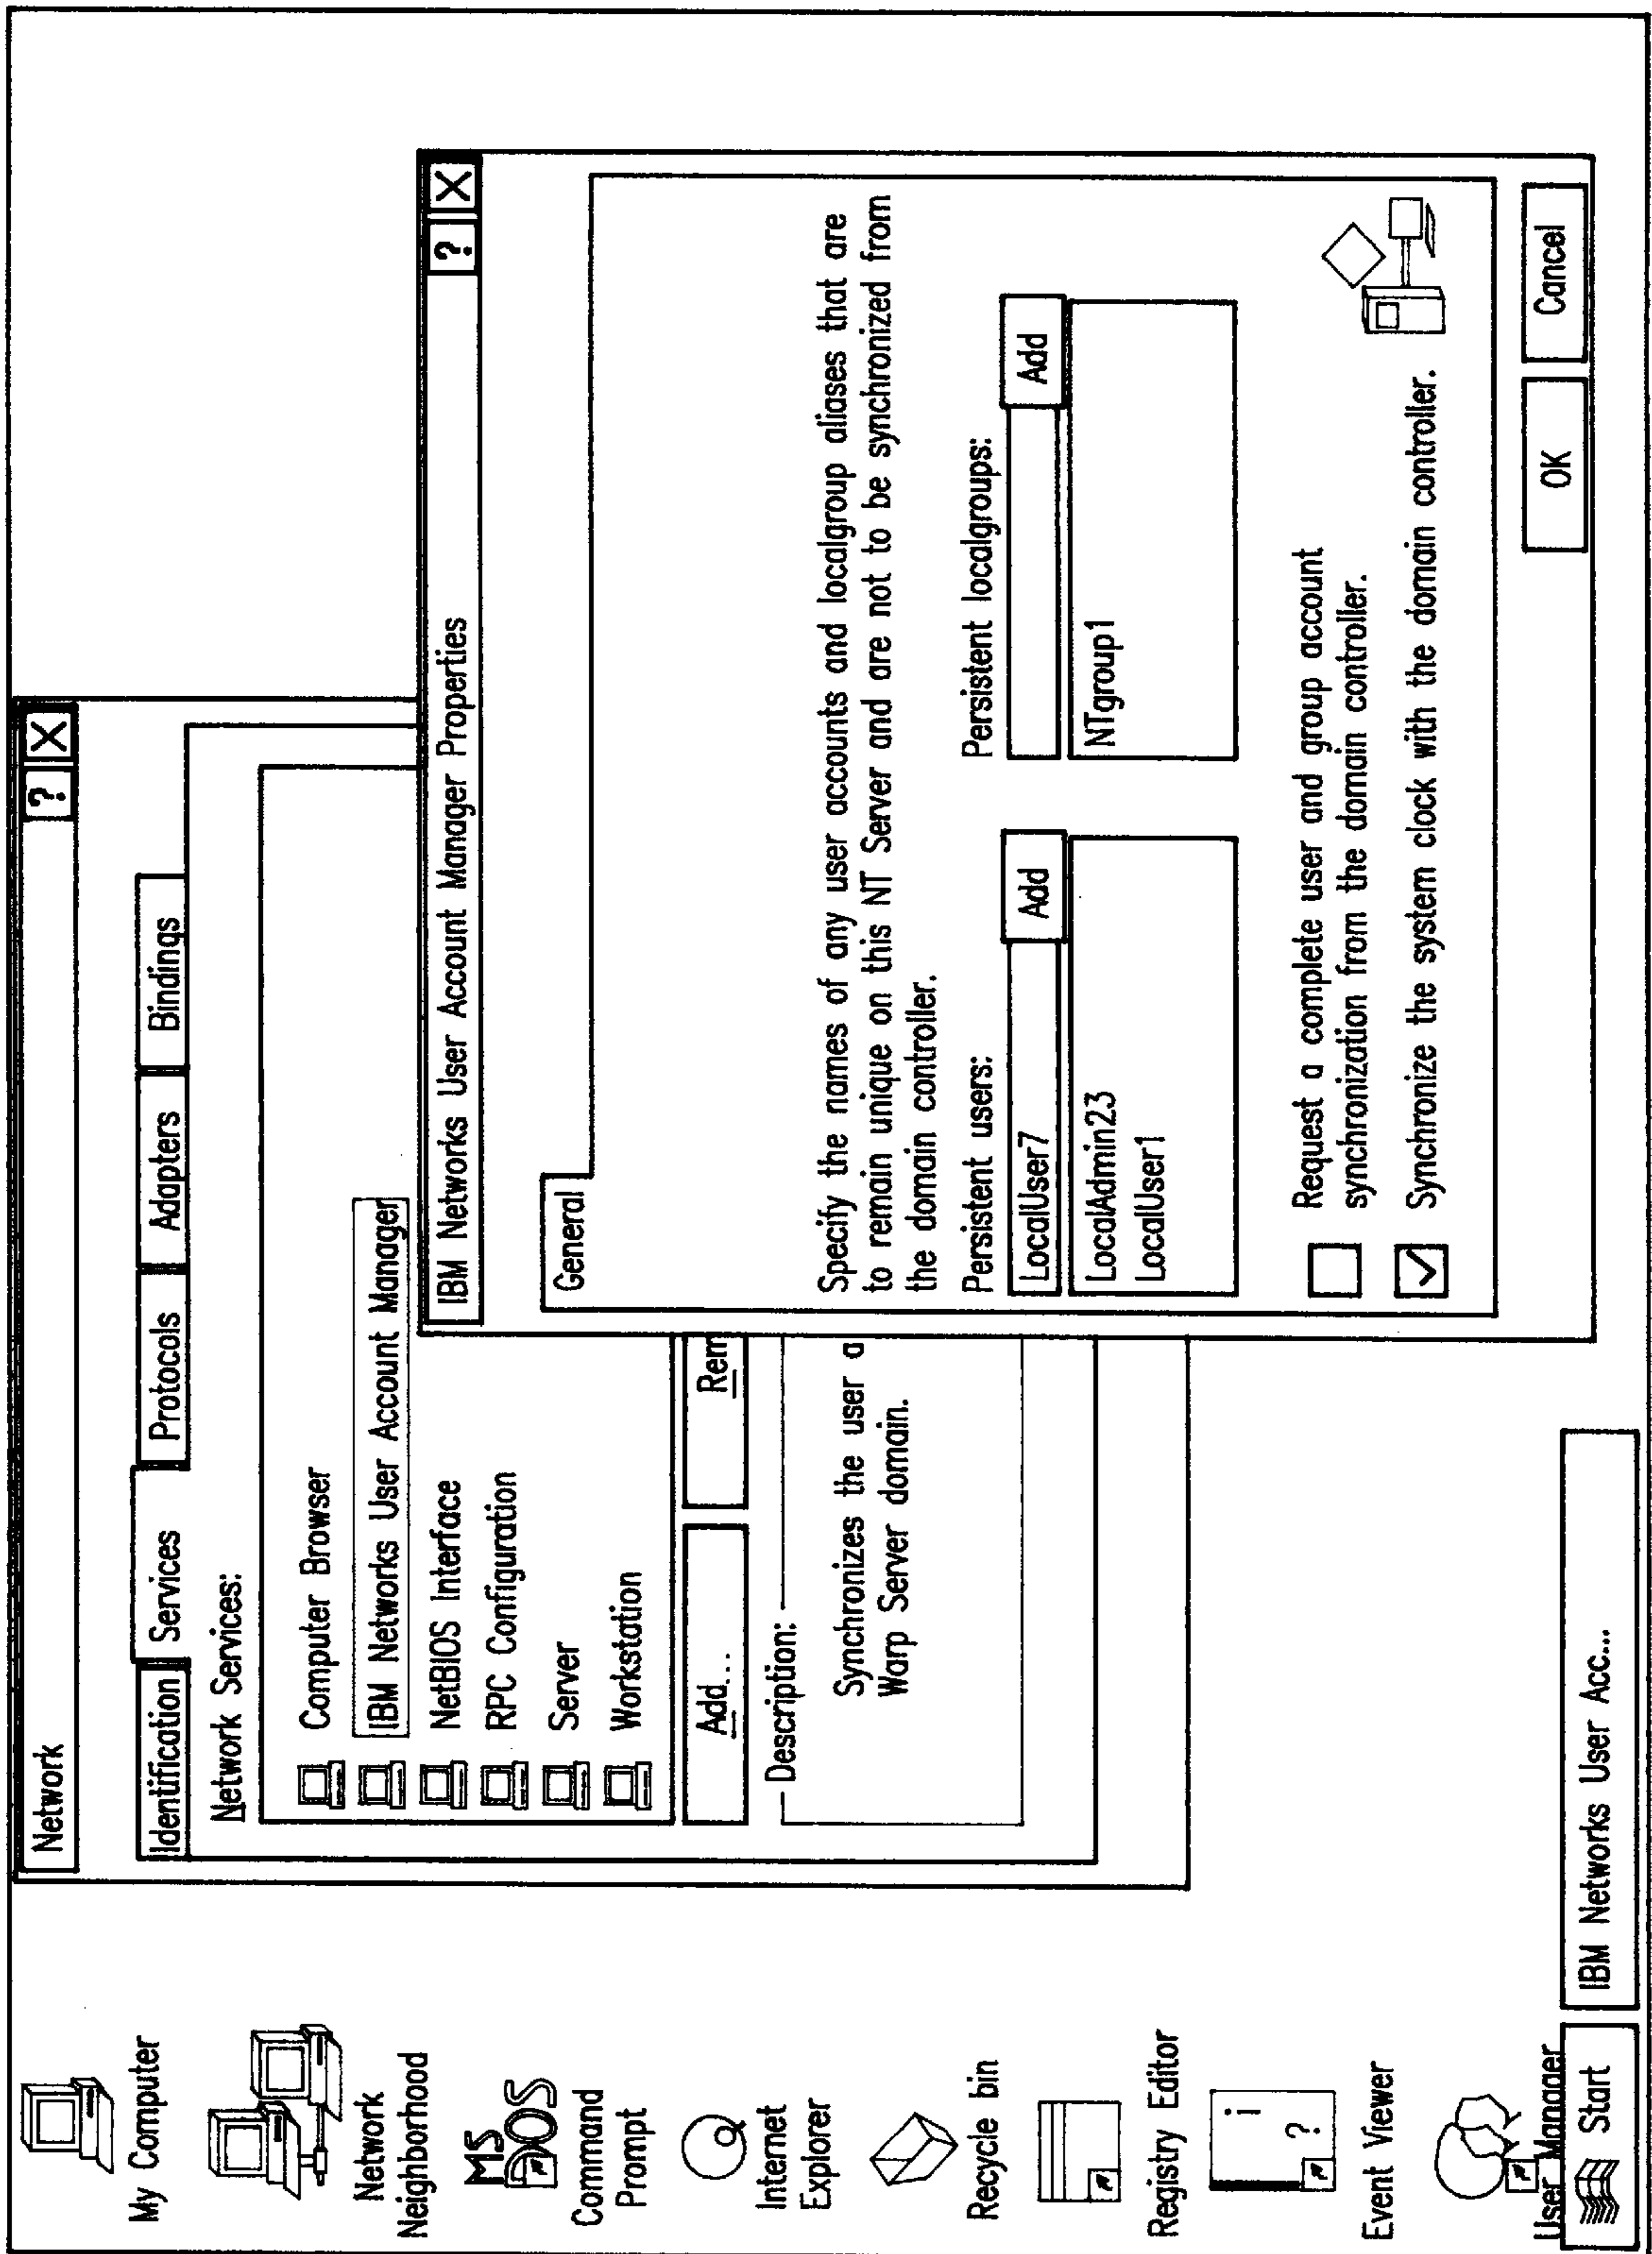 My Computer
Network
Neighborhood
MS
DOS
Command
Prompt
Internet
Explorer
Recycle bin
Registry Editor
i
?
Event Viewer
User Manager
Start
IBM Networks User Acc...
Network
? X
Identification Services Protocols Adapters Bindings
Network Services:
Computer Browser
IBM Networks User Account Manager
NetBIOS Interface
RPC Configuration
Server
Workstation
Add... Rem
Description:
Synchronizes the user a
Warp Server domain.
IBM Networks User Account Manager Properties
? X
General
Specify the names of any user accounts and localgroup aliases that are
to remain unique on this NT Server and are not to be synchronized from
the domain controller.
Persistent users: Persistent localgroups:
LocalUser7 Add Add
LocalAdmin23 NTgroup1
LocalUser1
Request a complete user and group account
synchronization from the domain controller.
Synchronize the system clock with the domain controller.
OK Cancel